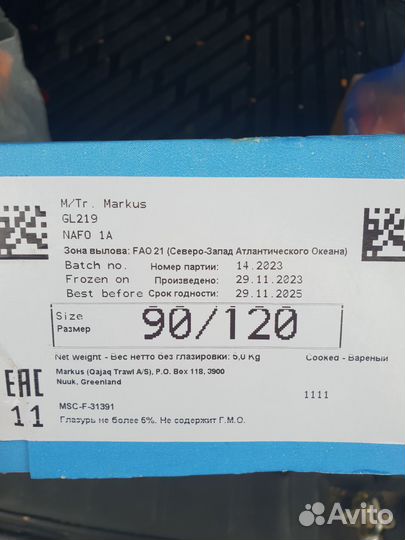 M/Tr. Markus
GL219
NAFO 1A
Зона вылова: FAO 21 (Северо-Запад Атлантического Океана)
Batch no. Номер партии: 14.2023
Frozen on Произведено: 29.11.2023
Best before Срок годности: 29.11.2025
Size
Размер
90/120
Net weight - Вес нетто без глазировки: 5,0 Kg
Cooked - Вареный
Markus (Qajaq Trawl A/S), P.O. Box 118, 3900
Nuuk, Greenland
1111
EAC
11
MSC-F-31391
Глазурь не более 6%. Не содержит Г.М.О.
Avito